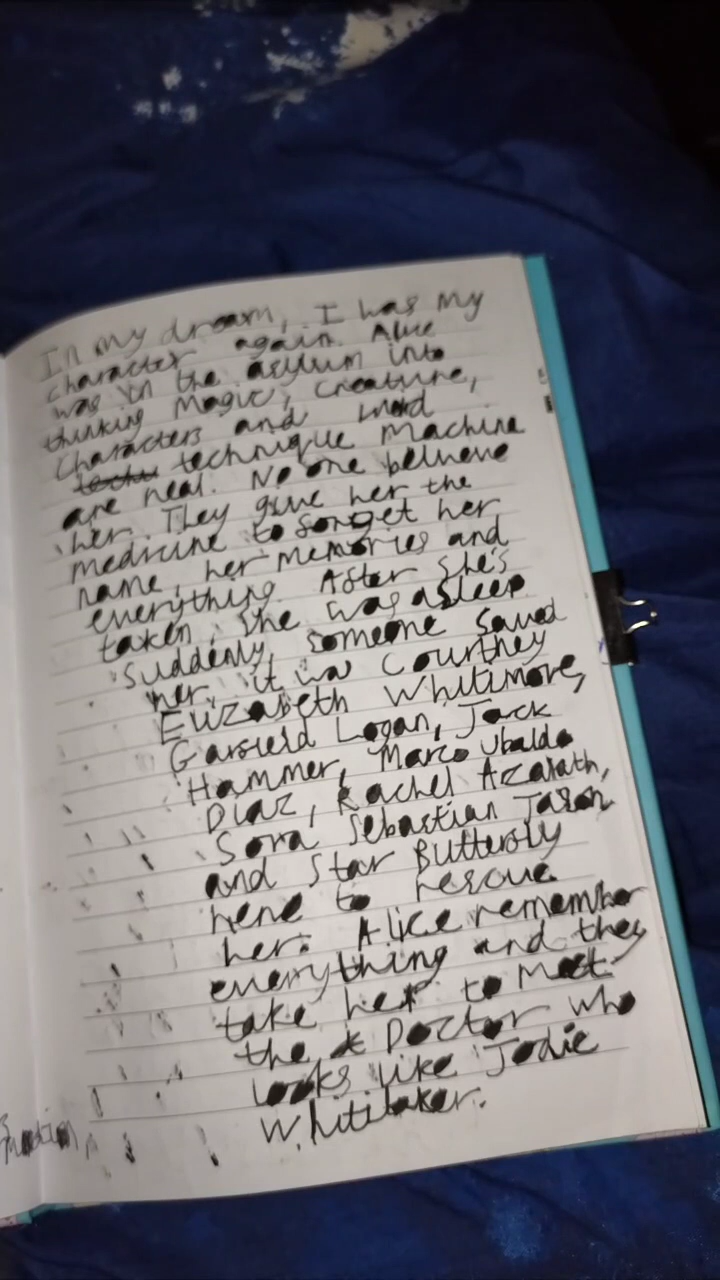 In my dream, I was my
character again. Alice
was in the asylum into
thinking Magic, Creature,
Characters and weird
technique Machine
are real. No one believe
her. They give her the
medicine to forget her
name, her memories and
everything. After she's
taken, she was asleep.
Suddenly, someone saved
her. it was Courtney
Elizabeth Whitimore,
Garfield Logan, Jack
Hammer, Marco Ubaldo
Diaz, Rachel Azarath,
Sora Sebastian Jason
and Star Butterfly
here to rescue
her. Alice remember
everything and they
take her to Meet
the Doctor who
looks like Jodie
Whitilaker.